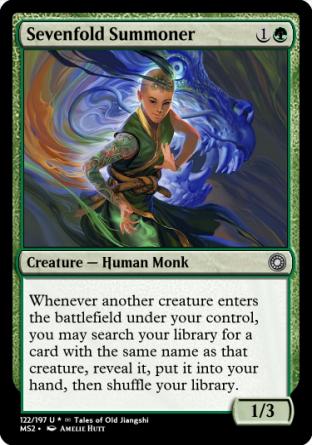 Sevenfold Summoner 1
Creature — Human Monk
Whenever another creature enters
the battlefield under your control,
you may search your library for a
card with the same name as that
creature, reveal it, put it into your
hand, then shuffle your library.
1/3
122/197 U * ∞ Tales of Old Jiangshi
MS2 • Amelie Hutt